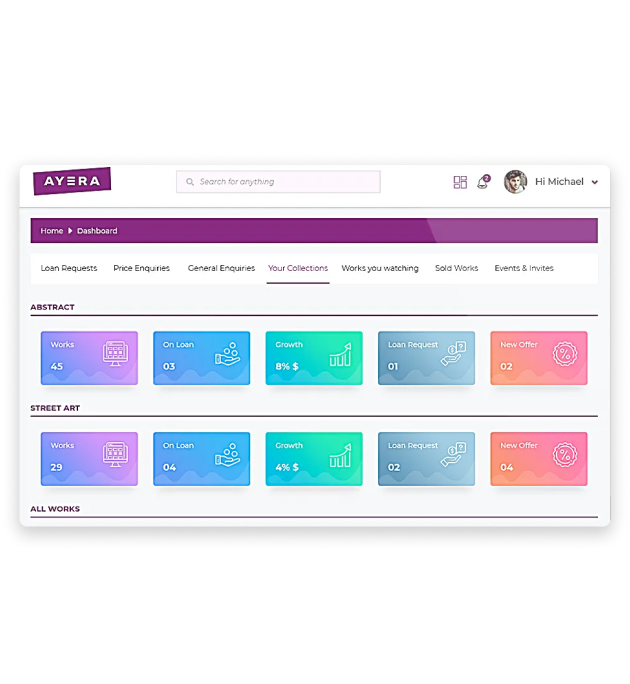 AYERA
Search for anything
2
Hi Michael
Home Dashboard
Loan Requests Price Enquiries General Enquiries Your Collections Works you watching Sold Works Events & Invites
ABSTRACT
Works On Loan Growth Loan Request New Offer
45 03 8% $ 01 02
STREET ART
Works On Loan Growth Loan Request New Offer
29 04 4% $ 02 04
ALL WORKS